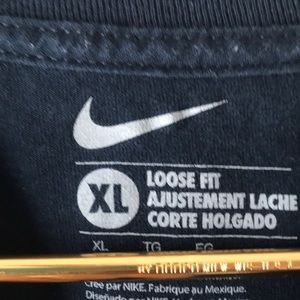 XL
LOOSE FIT
AJUSTEMENT LACHE
CORTE HOLGADO
XL TG EG
Créé par NIKE. Fabriqué au Mexique.
Diseñado por NIKE.